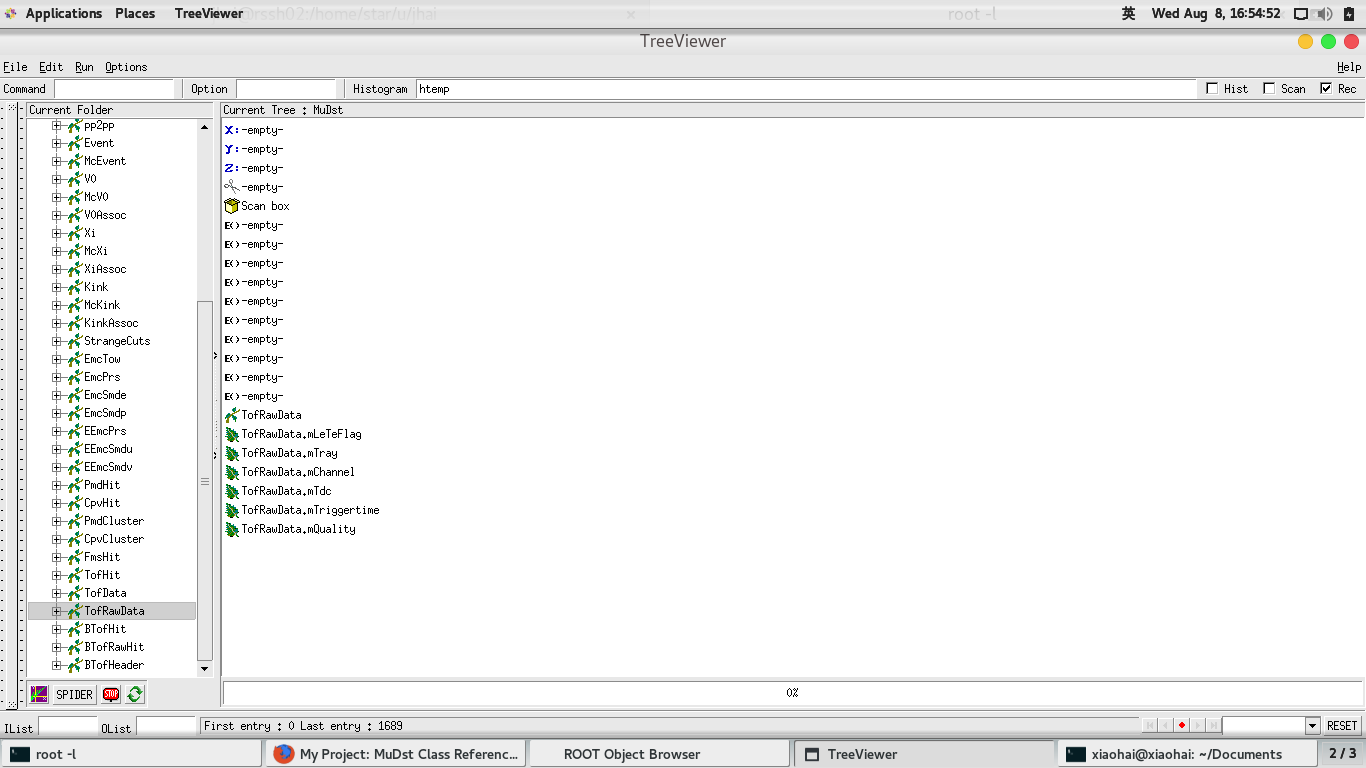 Applications Places TreeViewer @rssh02:/home/star/u/jhai × root -l 英 Wed Aug 8, 16:54:52
TreeViewer
File Edit Run Options Help
Command Option Histogram htemp Hist Scan Rec
Current Folder
pp2pp
Event
McEvent
V0
McV0
V0Assoc
Xi
McXi
XiAssoc
Kink
McKink
KinkAssoc
StrangeCuts
EmcTow
EmcPrs
EmcSmde
EmcSmdp
EEmcPrs
EEmcSmdu
EEmcSmdv
PmdHit
CpvHit
PmdCluster
CpvCluster
FmsHit
TofHit
TofData
TofRawData
BTofHit
BTofRawHit
BTofHeader
STOP
SPIDER
Current Tree : MuDst
X:-empty-
Y:-empty-
Z:-empty-
-empty-
Scan box
E()-empty-
E()-empty-
E()-empty-
E()-empty-
E()-empty-
E()-empty-
E()-empty-
E()-empty-
E()-empty-
E()-empty-
TofRawData
TofRawData.mLeTeFlag
TofRawData.mTray
TofRawData.mChannel
TofRawData.mTdc
TofRawData.mTriggertime
TofRawData.mQuality
0%
IList OList First entry : 0 Last entry : 1689 RESET
root -l My Project: MuDst Class Referenc... ROOT Object Browser TreeViewer xiaohai@xiaohai: ~/Documents 2 / 3